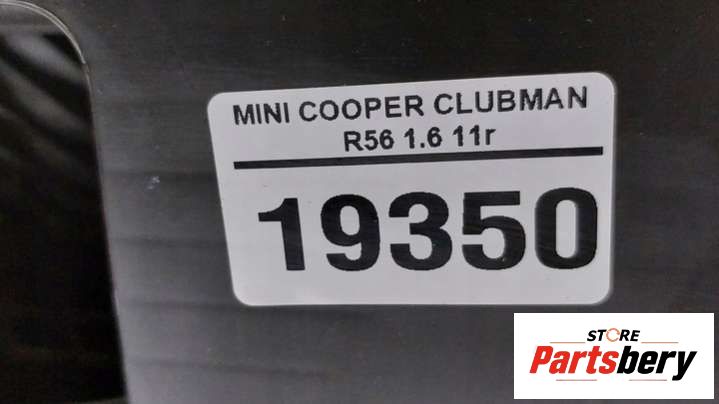 MINI COOPER CLUBMAN
R56 1.6 11r
19350
STORE
Partsbery